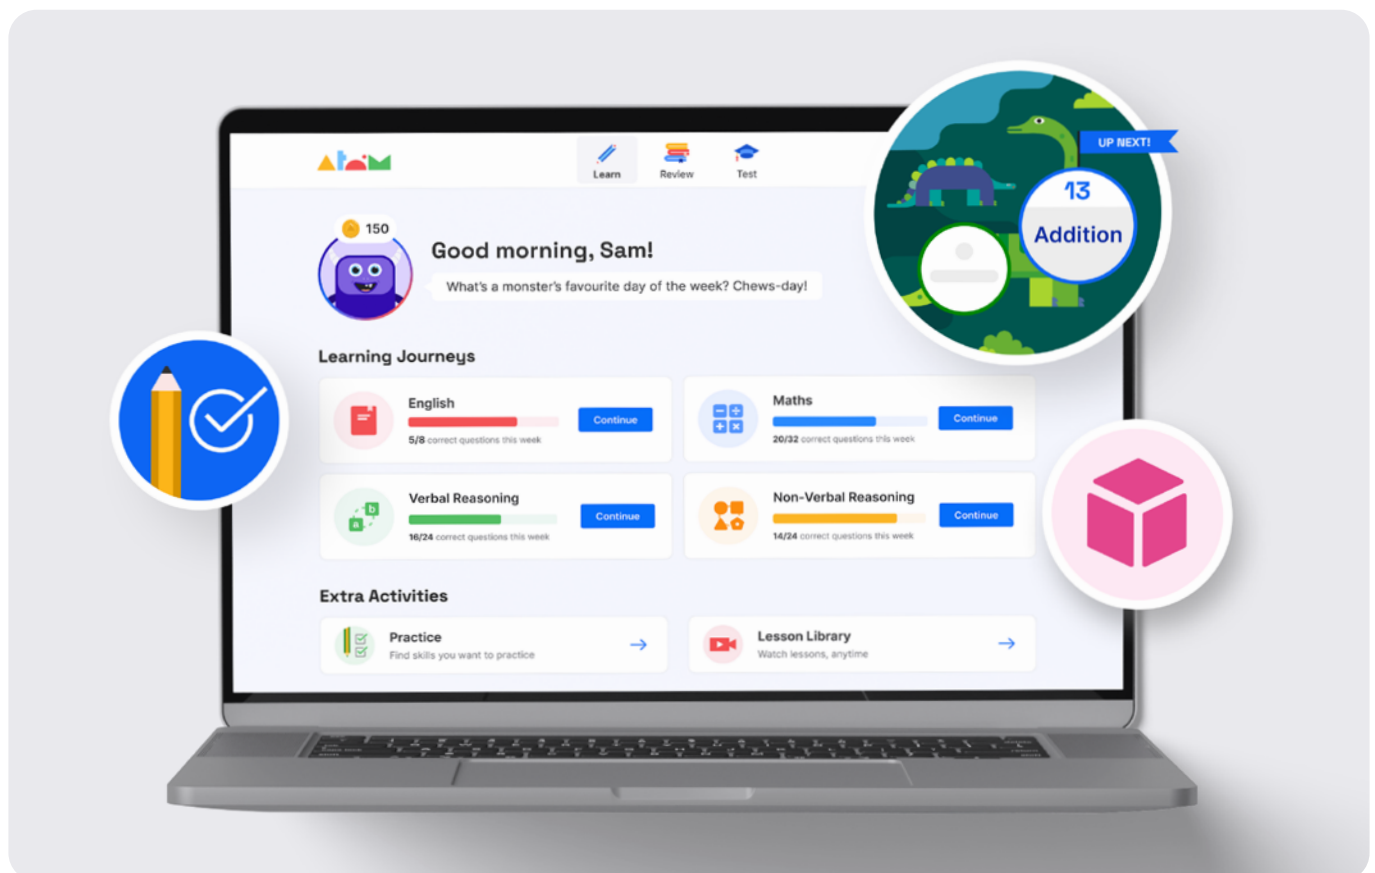 Atom
Learn
Review
Test
UP NEXT!
13
Addition
150
Good morning, Sam!
What's a monster's favourite day of the week? Chews-day!
Learning Journeys
English
Continue
5/8 correct questions this week
Maths
Continue
20/32 correct questions this week
Verbal Reasoning
Continue
16/24 correct questions this week
b
a
Non-Verbal Reasoning
Continue
14/24 correct questions this week
Extra Activities
Practice
Find skills you want to practice
Lesson Library
Watch lessons, anytime